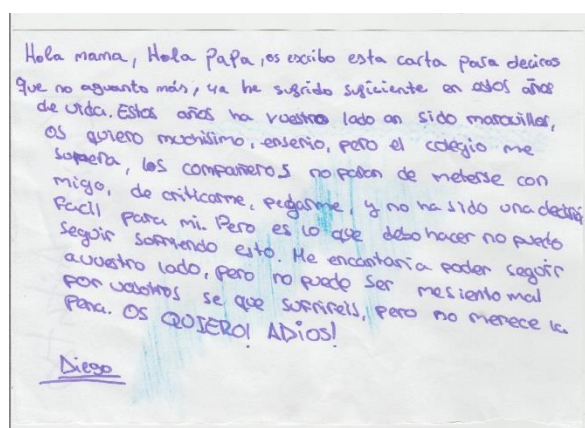 Hola mama, Hola Papa, os escribo esta carta para deciros
que no aguanto más, ya he sufrido suficiente en estos años
de vida. Estos años ha vuestro lado an sido maravillos,
os quiero muchisimo, enserio, pero el colegio me
supera, los compañeros no paran de meterse con
migo, de criticarme, pegarme, y no ha sido una
facil para mi. Pero es lo que debo hacer no puedo
seguir sufriendo esto. Me encantaria poder seguir
a vuestro lado, pero no puede ser me siento mal
por vosotros se que sufrireis, pero no merece la
Pena. OS QUIERO! ADIOS!
Diego